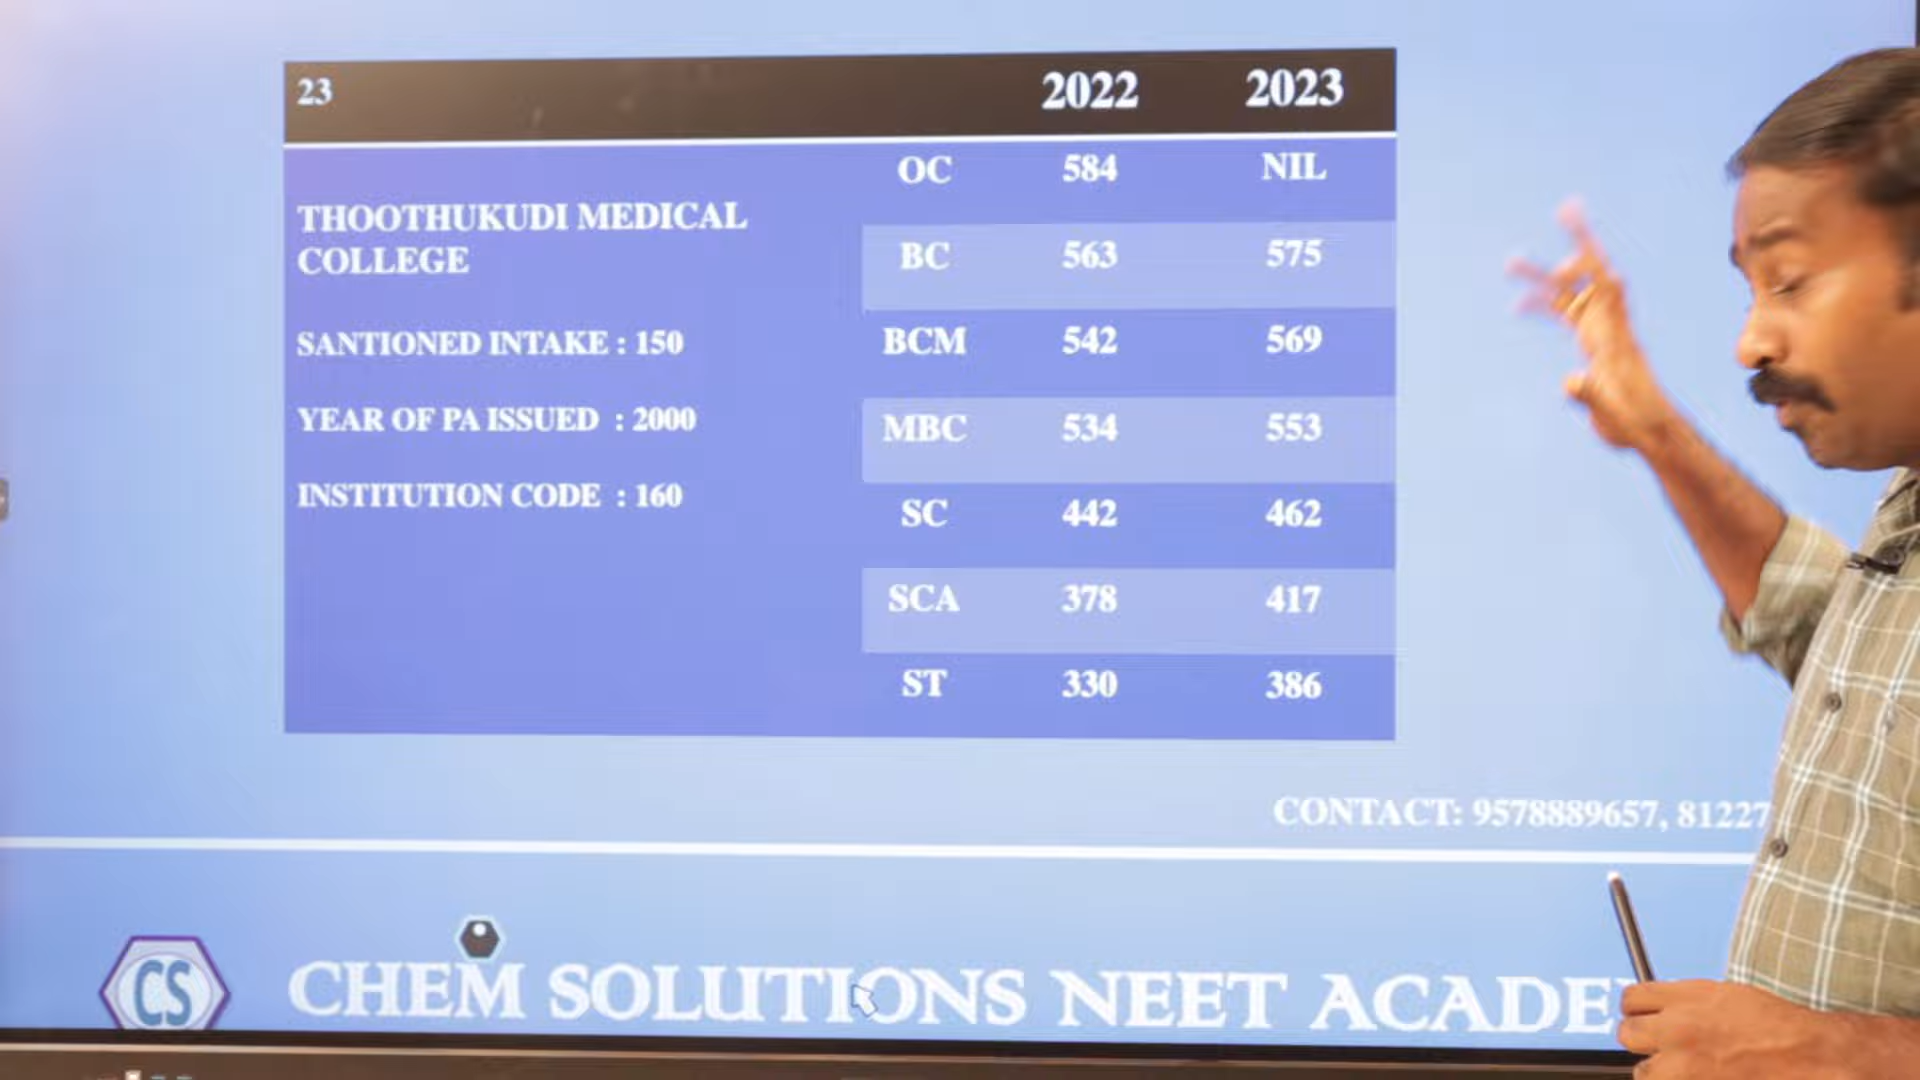 23 2022 2023
OC 584 NIL
THOOTHUKUDI MEDICAL
COLLEGE
BC 563 575
SANTIONED INTAKE : 150
BCM 542 569
YEAR OF PA ISSUED : 2000
MBC 534 553
INSTITUTION CODE : 160
SC 442 462
SCA 378 417
ST 330 386
CONTACT: 9578889657, 81227
CS
CHEM SOLUTIONS NEET ACADE